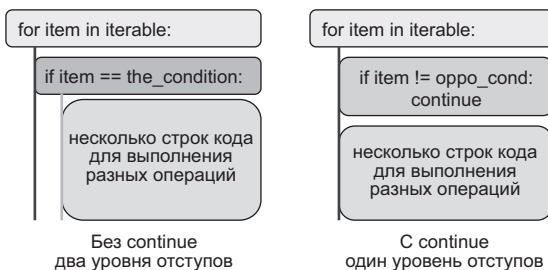 for item in iterable:
if item == the_condition:
несколько строк кода
для выполнения
разных операций
Без continue
два уровня отступов
for item in iterable:
if item != oppo_cond:
continue
несколько строк кода
для выполнения
разных операций
С continue
один уровень отступов